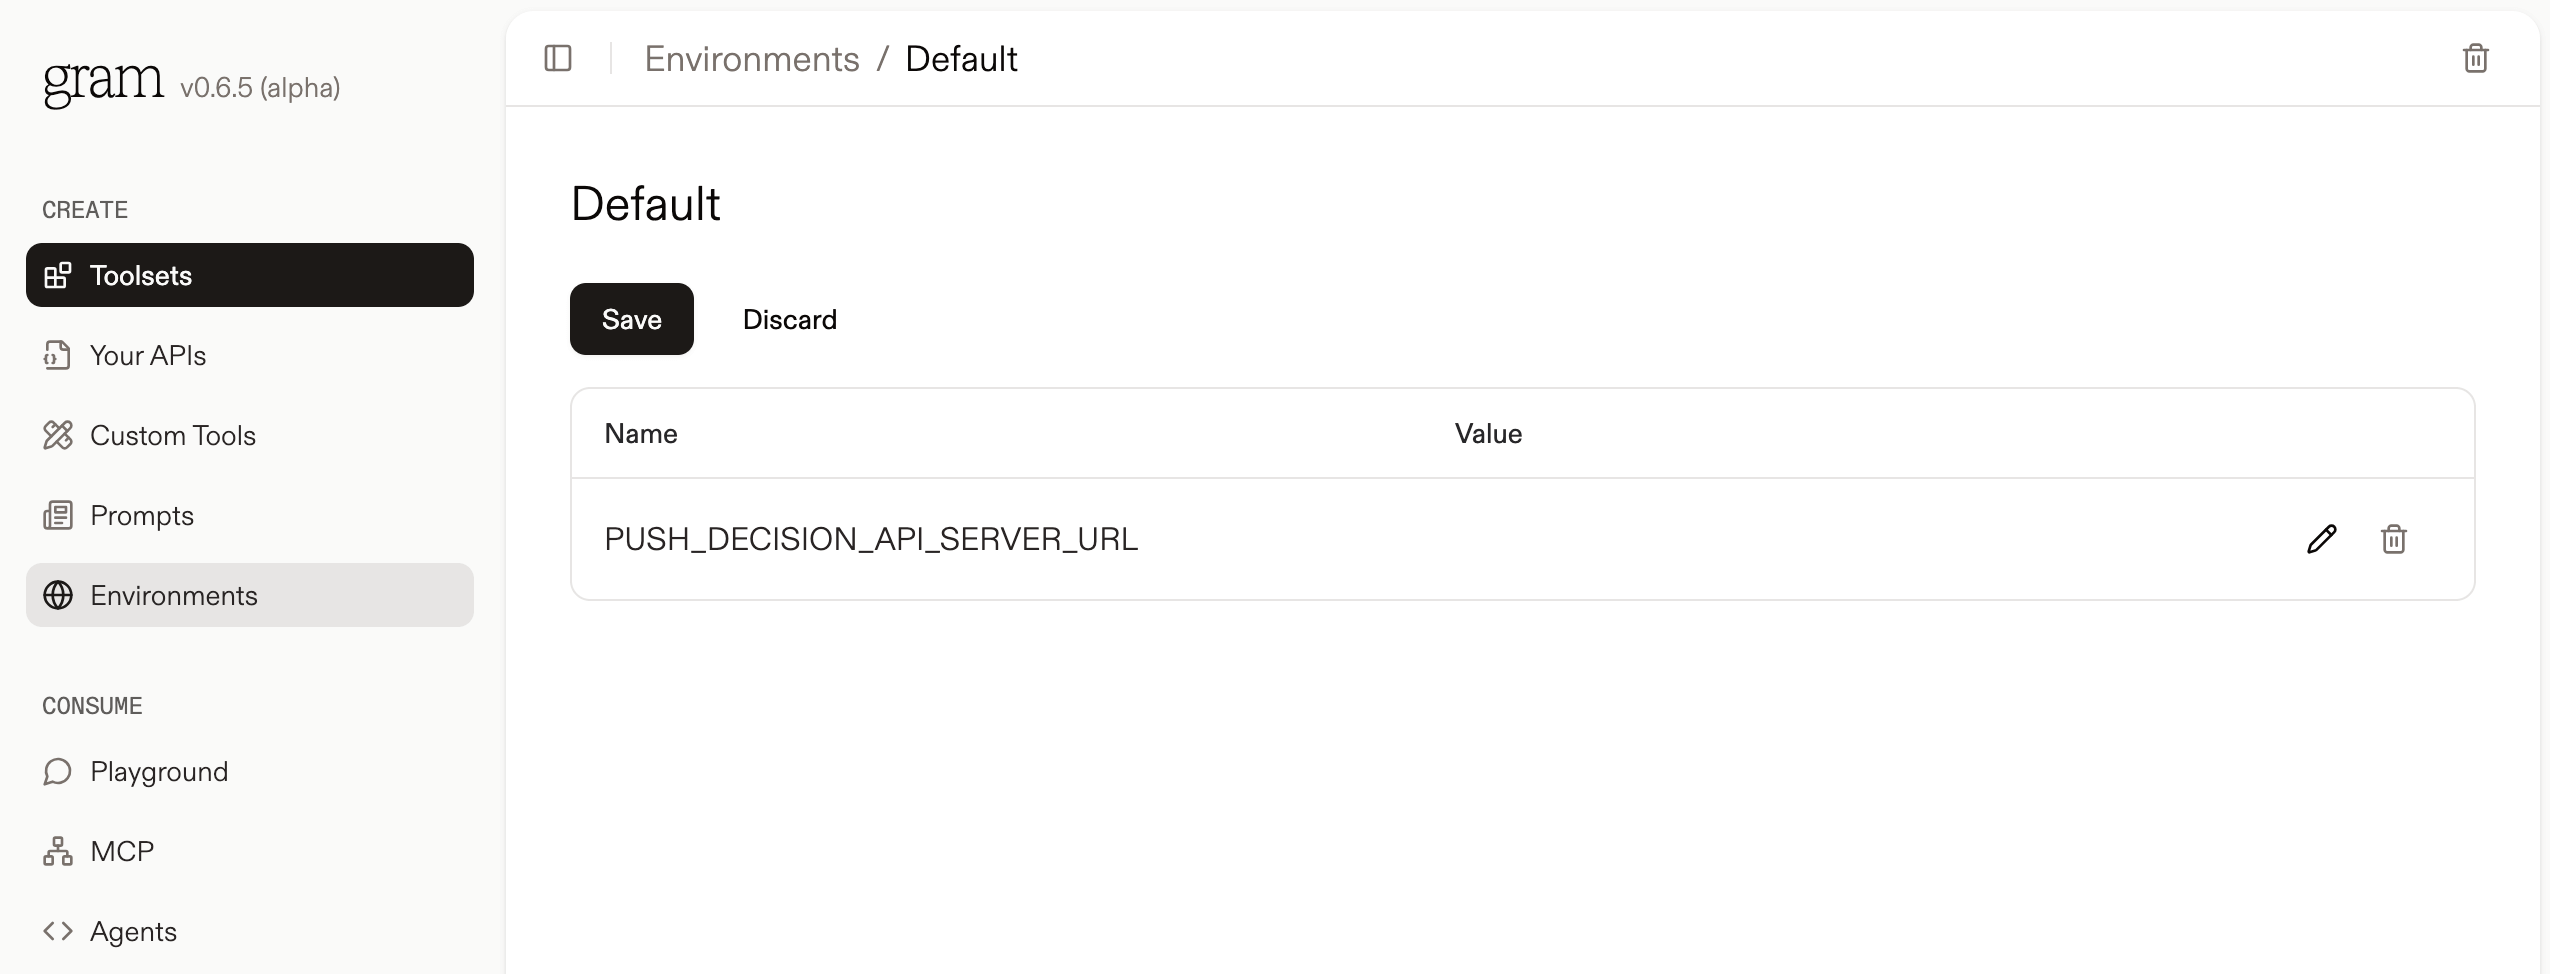 gram v0.6.5 (alpha)
CREATE
Toolsets
Your APIs
Custom Tools
Prompts
Environments
CONSUME
Playground
MCP
Agents
Environments / Default
Default
Save Discard
Name Value
PUSH_DECISION_API_SERVER_URL